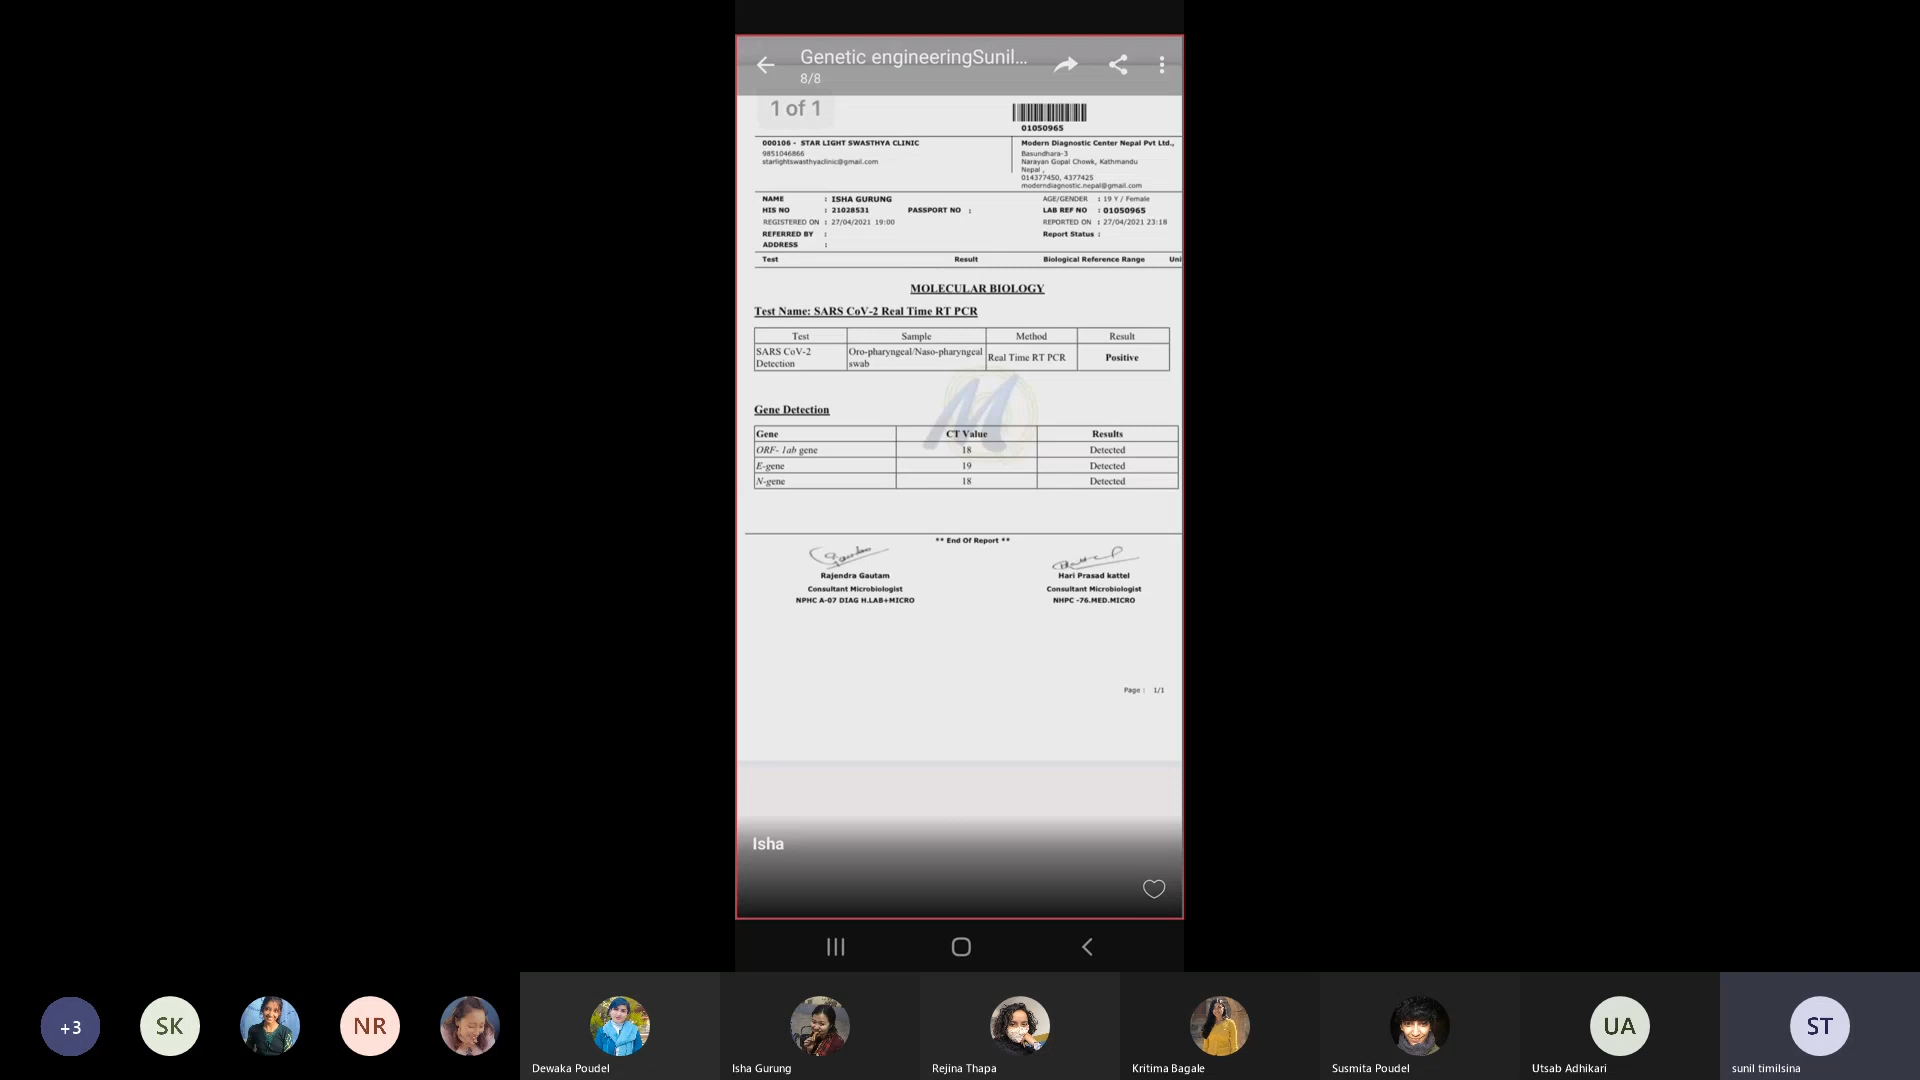 Genetic engineeringSunil...
8/8
1 of 1
01050965
000106 - STAR LIGHT SWASTHYA CLINIC
9851046866
starlightswasthyaclinic@gmail.com
Modern Diagnostic Center Nepal Pvt Ltd.,
Basundhara-3
Narayan Gopal Chowk, Kathmandu
Nepal ,
014377450, 4377425
moderndiagnostic.nepal@gmail.com
NAME : ISHA GURUNG AGE/GENDER : 19 Y / Female
HIS NO : 21028531 PASSPORT NO : LAB REF NO : 01050965
REGISTERED ON : 27/04/2021 19:00 REPORTED ON : 27/04/2021 23:18
REFERRED BY : Report Status :
ADDRESS :
Test Result Biological Reference Range Uni
MOLECULAR BIOLOGY
Test Name: SARS CoV-2 Real Time RT PCR
Test Sample Method Result
SARS CoV-2 Detection Oro-pharyngeal/Naso-pharyngeal swab Real Time RT PCR Positive
Gene Detection
Gene CT Value Results
ORF- 1ab gene 18 Detected
E-gene 19 Detected
N-gene 18 Detected
** End Of Report **
Rajendra Gautam
Consultant Microbiologist
NPHC A-07 DIAG H.LAB+MICRO
Hari Prasad kattel
Consultant Microbiologist
NHPC -76.MED.MICRO
Page : 1/1
Isha
+3
SK
NR
UA
ST
Dewaka Poudel
Isha Gurung
Rejina Thapa
Kritima Bagale
Susmita Poudel
Utsab Adhikari
sunil timilsina